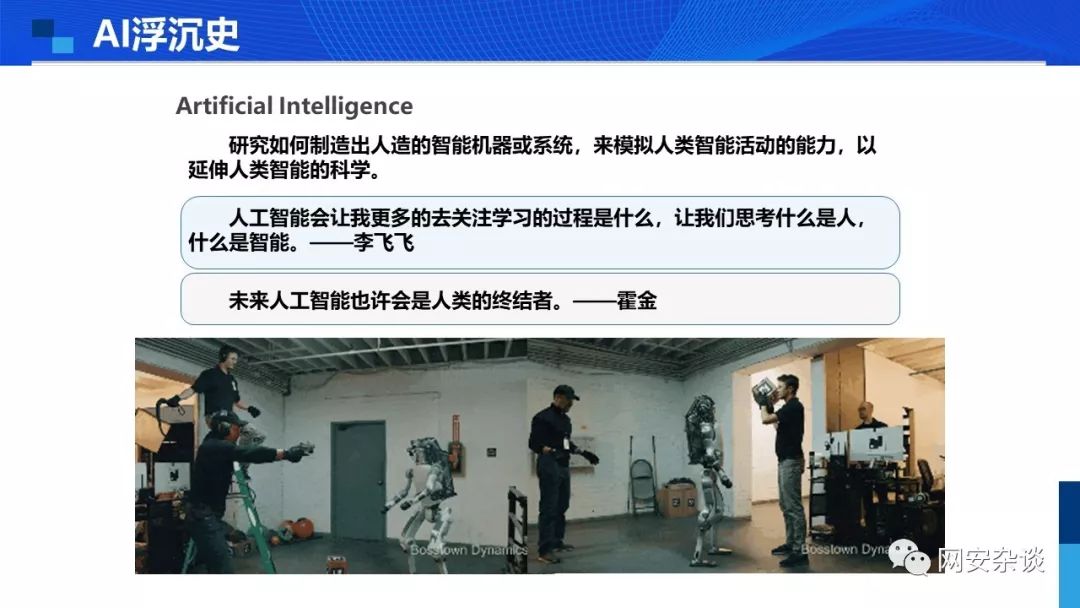 AI浮沉史
Artificial Intelligence
研究如何制造出人造的智能机器或系统，来模拟人类智能活动的能力，以
延伸人类智能的科学。
人工智能会让我更多的去关注学习的过程是什么，让我们思考什么是人，
什么是智能。——李飞飞
未来人工智能也许会是人类的终结者。——霍金
Bosstown Dynamics
Bosstown
网安杂谈